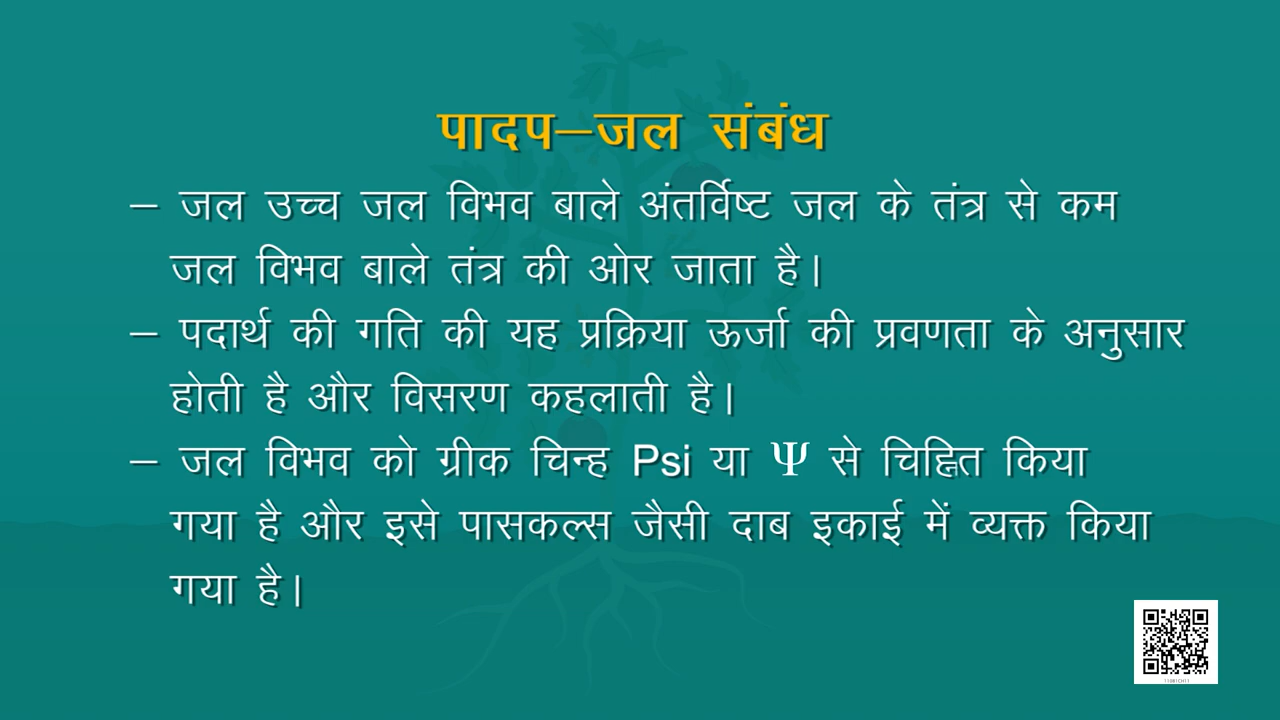 पादप–जल संबंध
– जल उच्च जल विभव बाले अंतर्विष्ट जल के तंत्र से कम
जल विभव बाले तंत्र की ओर जाता है।
– पदार्थ की गति की यह प्रक्रिया ऊर्जा की प्रवणता के अनुसार
होती है और विसरण कहलाती है।
– जल विभव को ग्रीक चिन्ह Psi या Ψ से चिह्नित किया
गया है और इसे पासकल्स जैसी दाब इकाई में व्यक्त किया
गया है।